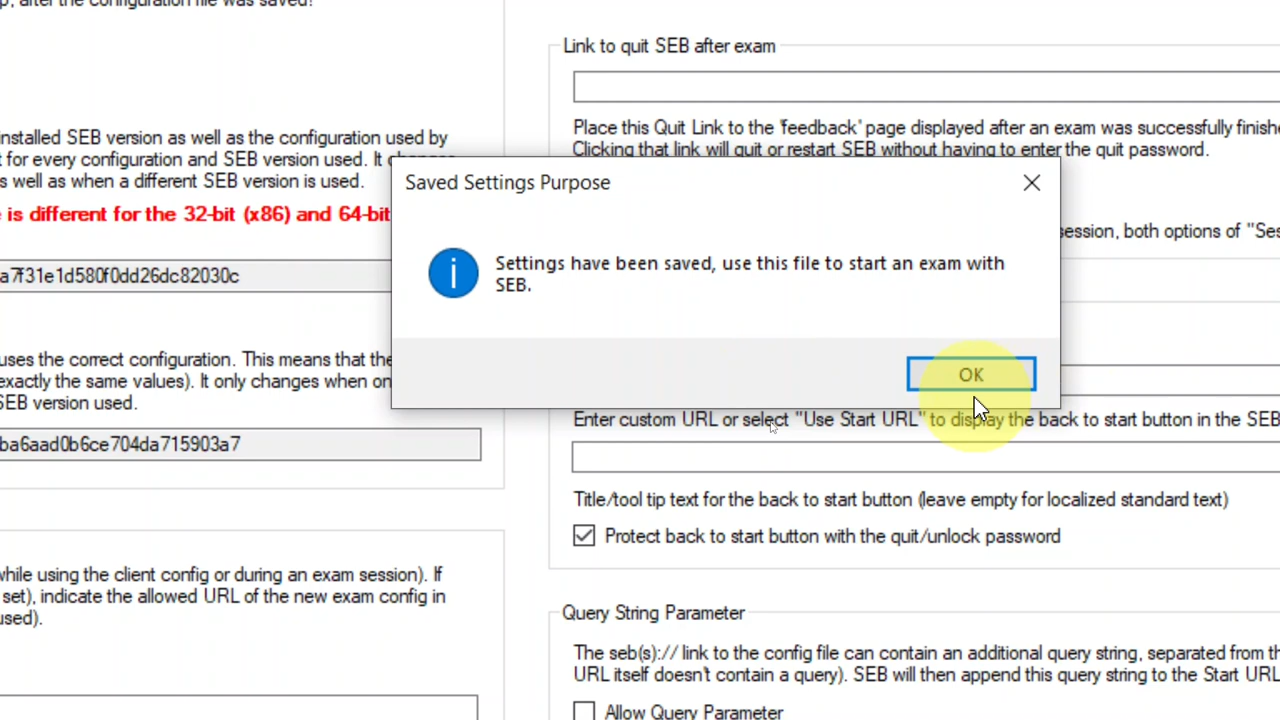 p, after the configuration file was saved!
installed SEB version as well as the configuration used by
t for every configuration and SEB version used. It changes
s well as when a different SEB version is used.
e is different for the 32-bit (x86) and 64-bit
a7f31e1d580f0dd26dc82030c
uses the correct configuration. This means that the
exactly the same values). It only changes when on
SEB version used.
ba6aad0b6ce704da715903a7
while using the client config or during an exam session). If
set), indicate the allowed URL of the new exam config in
used).
Link to quit SEB after exam
Place this Quit Link to the 'feedback' page displayed after an exam was successfully finishe
Clicking that link will quit or restart SEB without having to enter the quit password.
session, both options of "Ses
Saved Settings Purpose
Settings have been saved, use this file to start an exam with
SEB.
OK
Enter custom URL or select "Use Start URL" to display the back to start button in the SEB
Title/tool tip text for the back to start button (leave empty for localized standard text)
Protect back to start button with the quit/unlock password
Query String Parameter
The seb(s):// link to the config file can contain an additional query string, separated from th
URL itself doesn't contain a query). SEB will then append this query string to the Start URL
Allow Query Parameter